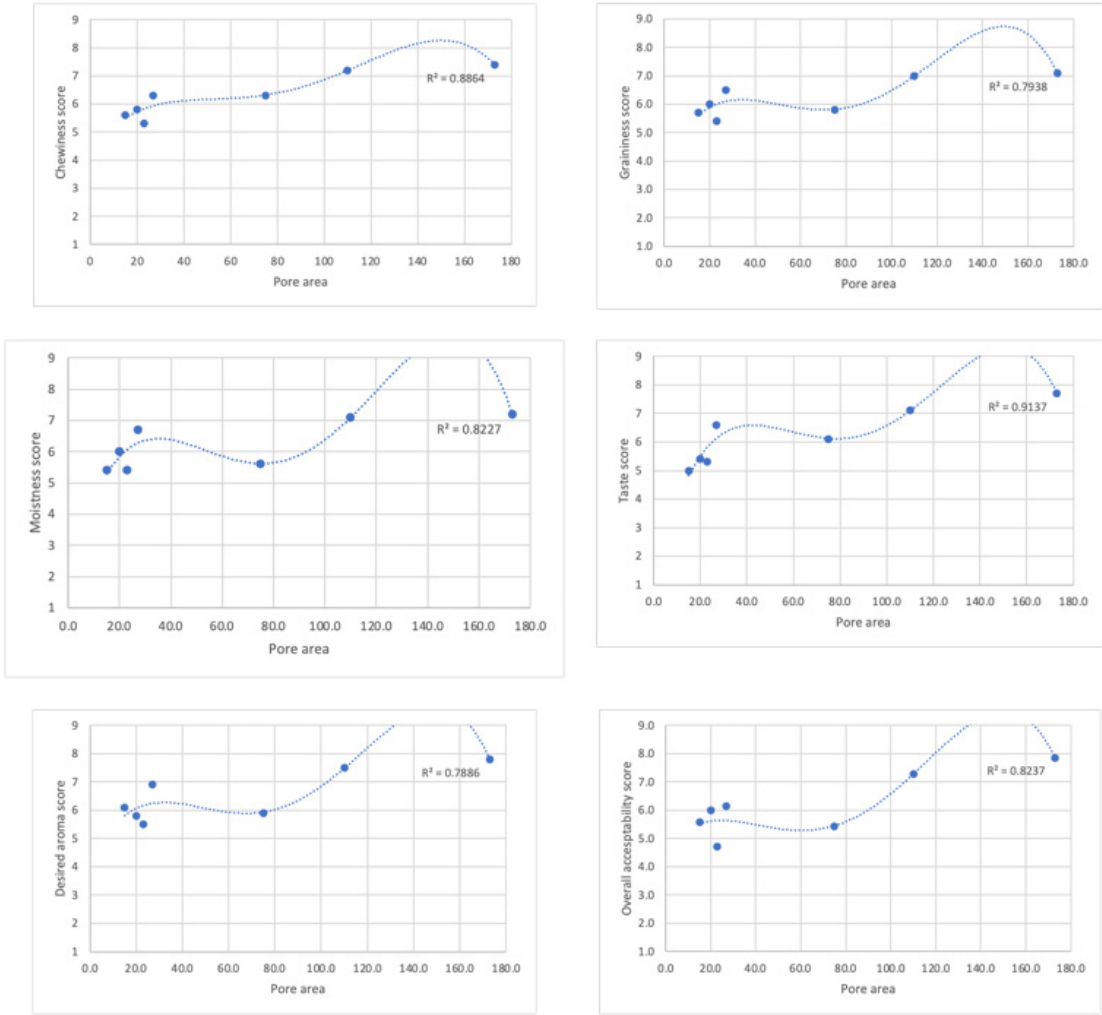 9
8
7
6
5
4
3
2
1
Chewiness score
R² = 0.8864
0 20 40 60 80 100 120 140 160 180
Pore area
9.0
8.0
7.0
6.0
5.0
4.0
3.0
2.0
1.0
Graininess score
R² = 0.7938
0.0 20.0 40.0 60.0 80.0 100.0 120.0 140.0 160.0 180.0
Pore area
9
8
7
6
5
4
3
2
1
Moistness score
R² = 0.8227
0.0 20.0 40.0 60.0 80.0 100.0 120.0 140.0 160.0 180.0
Pore area
9
8
7
6
5
4
3
2
1
Taste score
R² = 0.9137
0.0 20.0 40.0 60.0 80.0 100.0 120.0 140.0 160.0 180.0
Pore area
9
8
7
6
5
4
3
2
1
Desired aroma score
R² = 0.7886
0.0 20.0 40.0 60.0 80.0 100.0 120.0 140.0 160.0 180.0
Pore area
9.0
8.0
7.0
6.0
5.0
4.0
3.0
2.0
1.0
Overall accesptability score
R² = 0.8237
0.0 20.0 40.0 60.0 80.0 100.0 120.0 140.0 160.0 180.0
Pore area